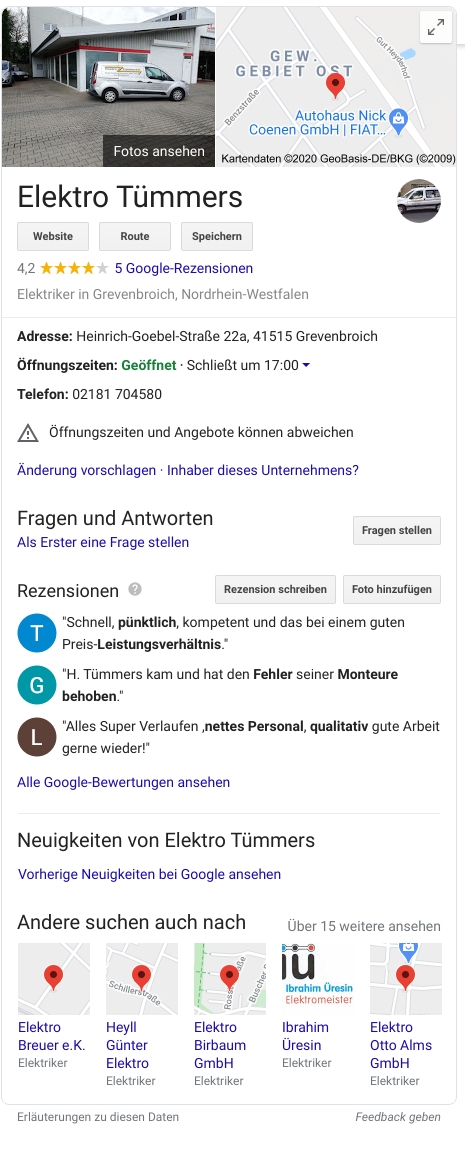 GEW.
GEBIET OST
Gut Heyderhof
Benzstraße
Autohaus Nick
Coenen GmbH | FIAT...
Fotos ansehen
Kartendaten ©2020 GeoBasis-DE/BKG (©2009)
Elektro Tümmers
Website
Route
Speichern
4,2
5 Google-Rezensionen
Elektriker in Grevenbroich, Nordrhein-Westfalen
Adresse: Heinrich-Goebel-Straße 22a, 41515 Grevenbroich
Öffnungszeiten: Geöffnet · Schließt um 17:00
Telefon: 02181 704580
Öffnungszeiten und Angebote können abweichen
Änderung vorschlagen · Inhaber dieses Unternehmens?
Fragen und Antworten
Fragen stellen
Als Erster eine Frage stellen
Rezensionen ?
Rezension schreiben
Foto hinzufügen
T
"Schnell, pünktlich, kompetent und das bei einem guten
Preis-Leistungsverhältnis."
G
"H. Tümmers kam und hat den Fehler seiner Monteure
behoben."
L
"Alles Super Verlaufen ,nettes Personal, qualitativ gute Arbeit
gerne wieder!"
Alle Google-Bewertungen ansehen
Neuigkeiten von Elektro Tümmers
Vorherige Neuigkeiten bei Google ansehen
Andere suchen auch nach
Über 15 weitere ansehen
Schillerstraße
Ibrahim Üresin
Elektromeister
Elektro
Breuer e.K.
Elektriker
Heyll
Günter
Elektro
Elektriker
Elektro
Birbaum
GmbH
Elektriker
Ibrahim
Üresin
Elektriker
Elektro
Otto Alms
GmbH
Elektriker
Erläuterungen zu diesen Daten
Feedback geben